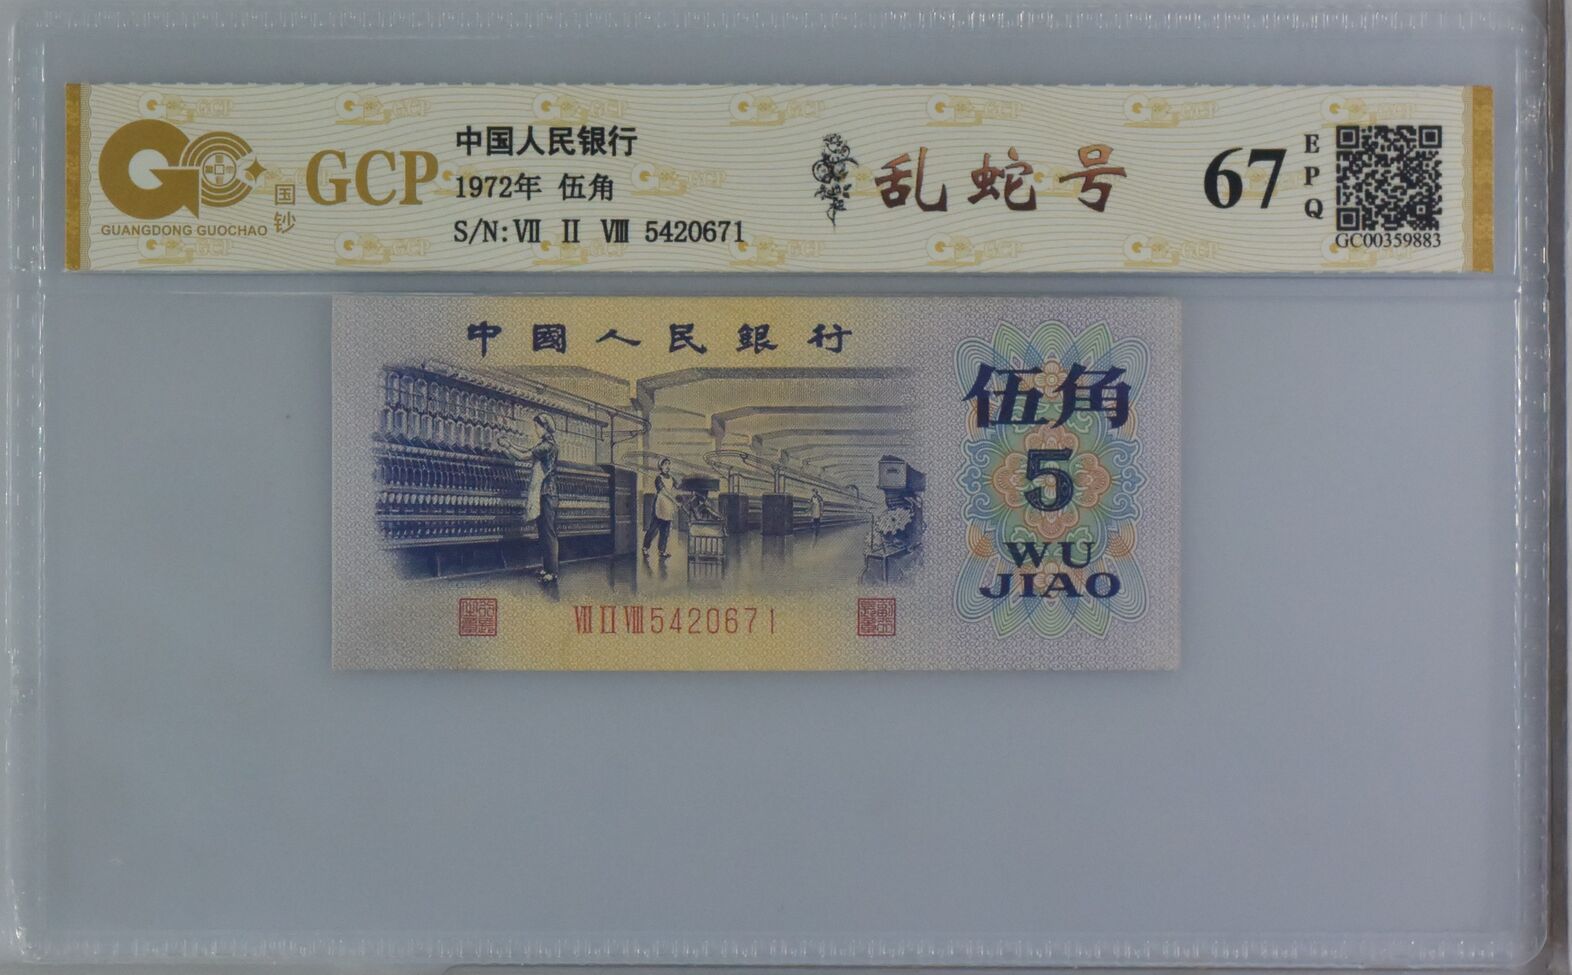 GCP
国钞
GUANGDONG GUOCHAO
中国人民银行
1972年 伍角
S/N: Ⅶ Ⅱ Ⅷ 5420671
乱蛇号
67
EPQ
GC00359883
中國人民銀行
伍角
5
WU
JIAO
Ⅶ Ⅱ Ⅷ 5420671